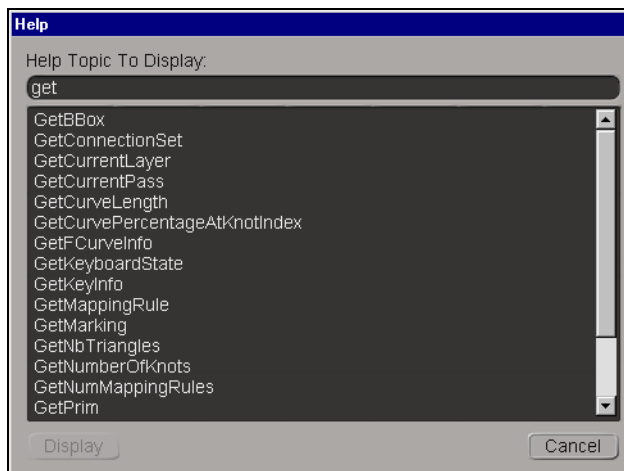 Help
Help Topic To Display:
get
GetBBox
GetConnectionSet
GetCurrentLayer
GetCurrentPass
GetCurveLength
GetCurvePercentageAtKnotIndex
GetFCurveInfo
GetKeyboardState
GetKeyInfo
GetMappingRule
GetMarking
GetNbTriangles
GetNumberOfKnots
GetNumMappingRules
GetPrim
Display
Cancel